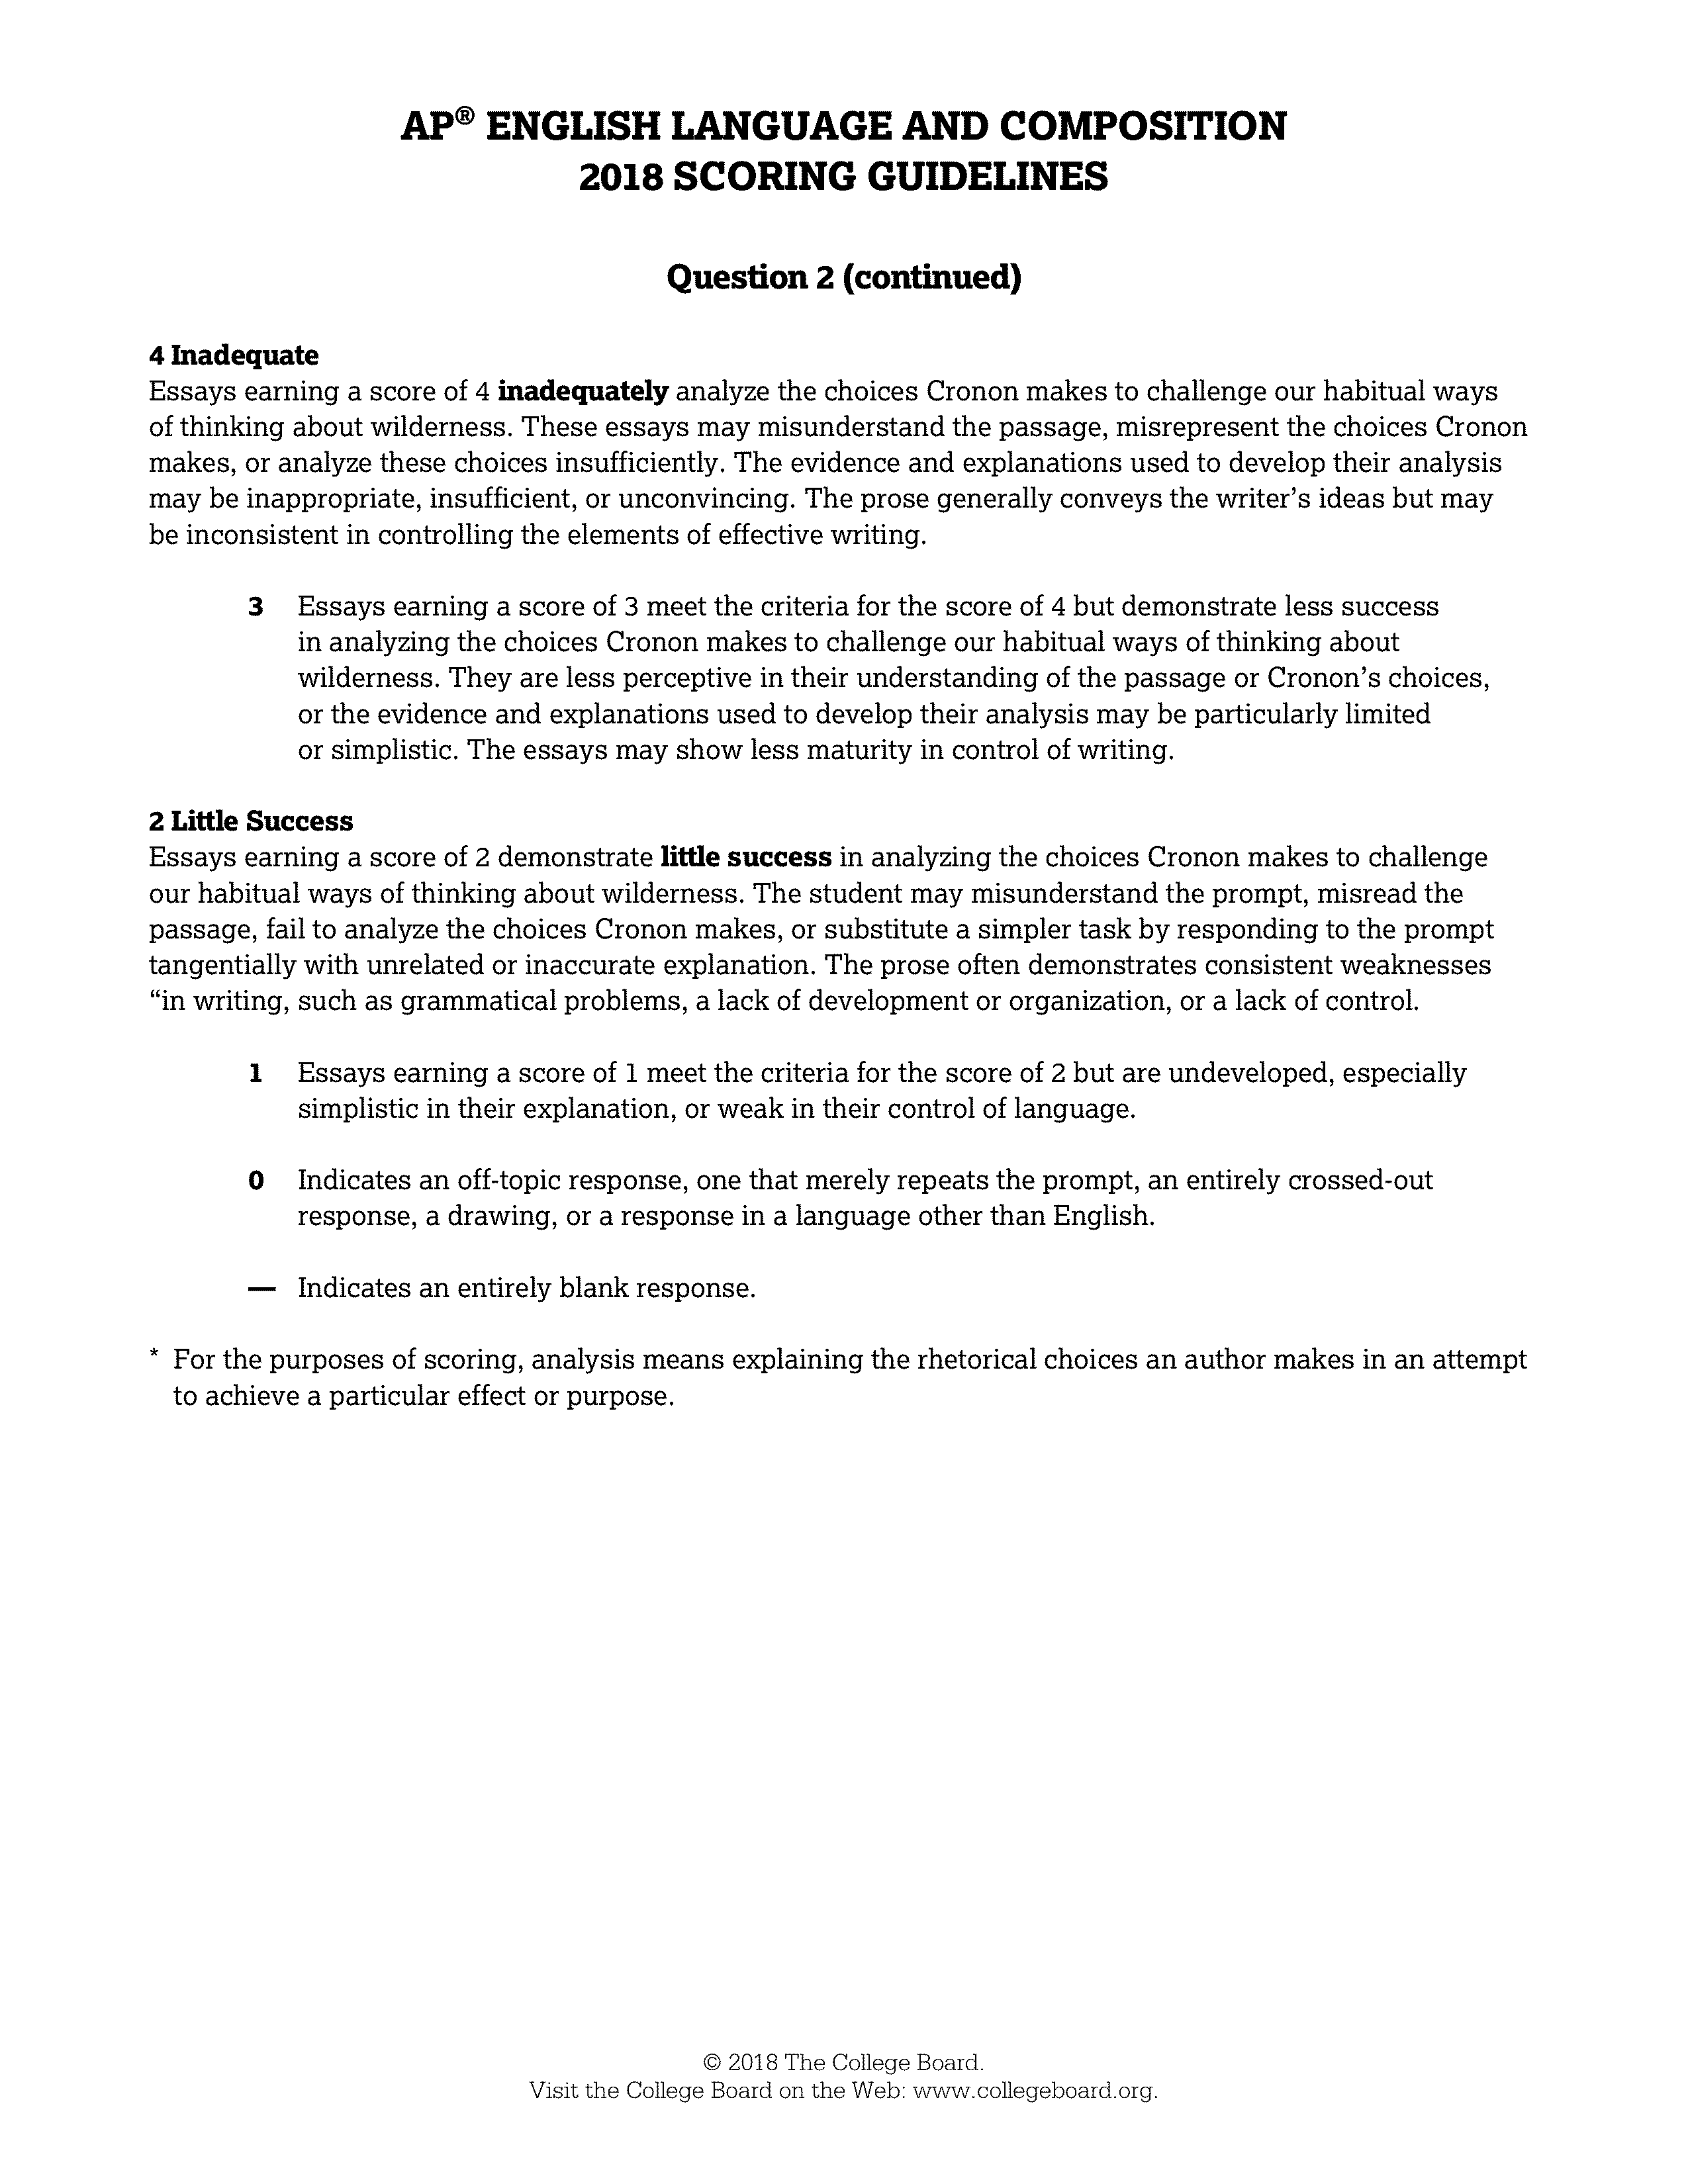 AP® ENGLISH LANGUAGE AND COMPOSITION
2018 SCORING GUIDELINES
Question 2 (continued)
4 Inadequate
Essays earning a score of 4 inadequately analyze the choices Cronon makes to challenge our habitual ways
of thinking about wilderness. These essays may misunderstand the passage, misrepresent the choices Cronon
makes, or analyze these choices insufficiently. The evidence and explanations used to develop their analysis
may be inappropriate, insufficient, or unconvincing. The prose generally conveys the writer’s ideas but may
be inconsistent in controlling the elements of effective writing.
3 Essays earning a score of 3 meet the criteria for the score of 4 but demonstrate less success
in analyzing the choices Cronon makes to challenge our habitual ways of thinking about
wilderness. They are less perceptive in their understanding of the passage or Cronon’s choices,
or the evidence and explanations used to develop their analysis may be particularly limited
or simplistic. The essays may show less maturity in control of writing.
2 Little Success
Essays earning a score of 2 demonstrate little success in analyzing the choices Cronon makes to challenge
our habitual ways of thinking about wilderness. The student may misunderstand the prompt, misread the
passage, fail to analyze the choices Cronon makes, or substitute a simpler task by responding to the prompt
tangentially with unrelated or inaccurate explanation. The prose often demonstrates consistent weaknesses
“in writing, such as grammatical problems, a lack of development or organization, or a lack of control.
1 Essays earning a score of 1 meet the criteria for the score of 2 but are undeveloped, especially
simplistic in their explanation, or weak in their control of language.
0 Indicates an off-topic response, one that merely repeats the prompt, an entirely crossed-out
response, a drawing, or a response in a language other than English.
— Indicates an entirely blank response.
* For the purposes of scoring, analysis means explaining the rhetorical choices an author makes in an attempt
to achieve a particular effect or purpose.
© 2018 The College Board.
Visit the College Board on the Web: www.collegeboard.org.